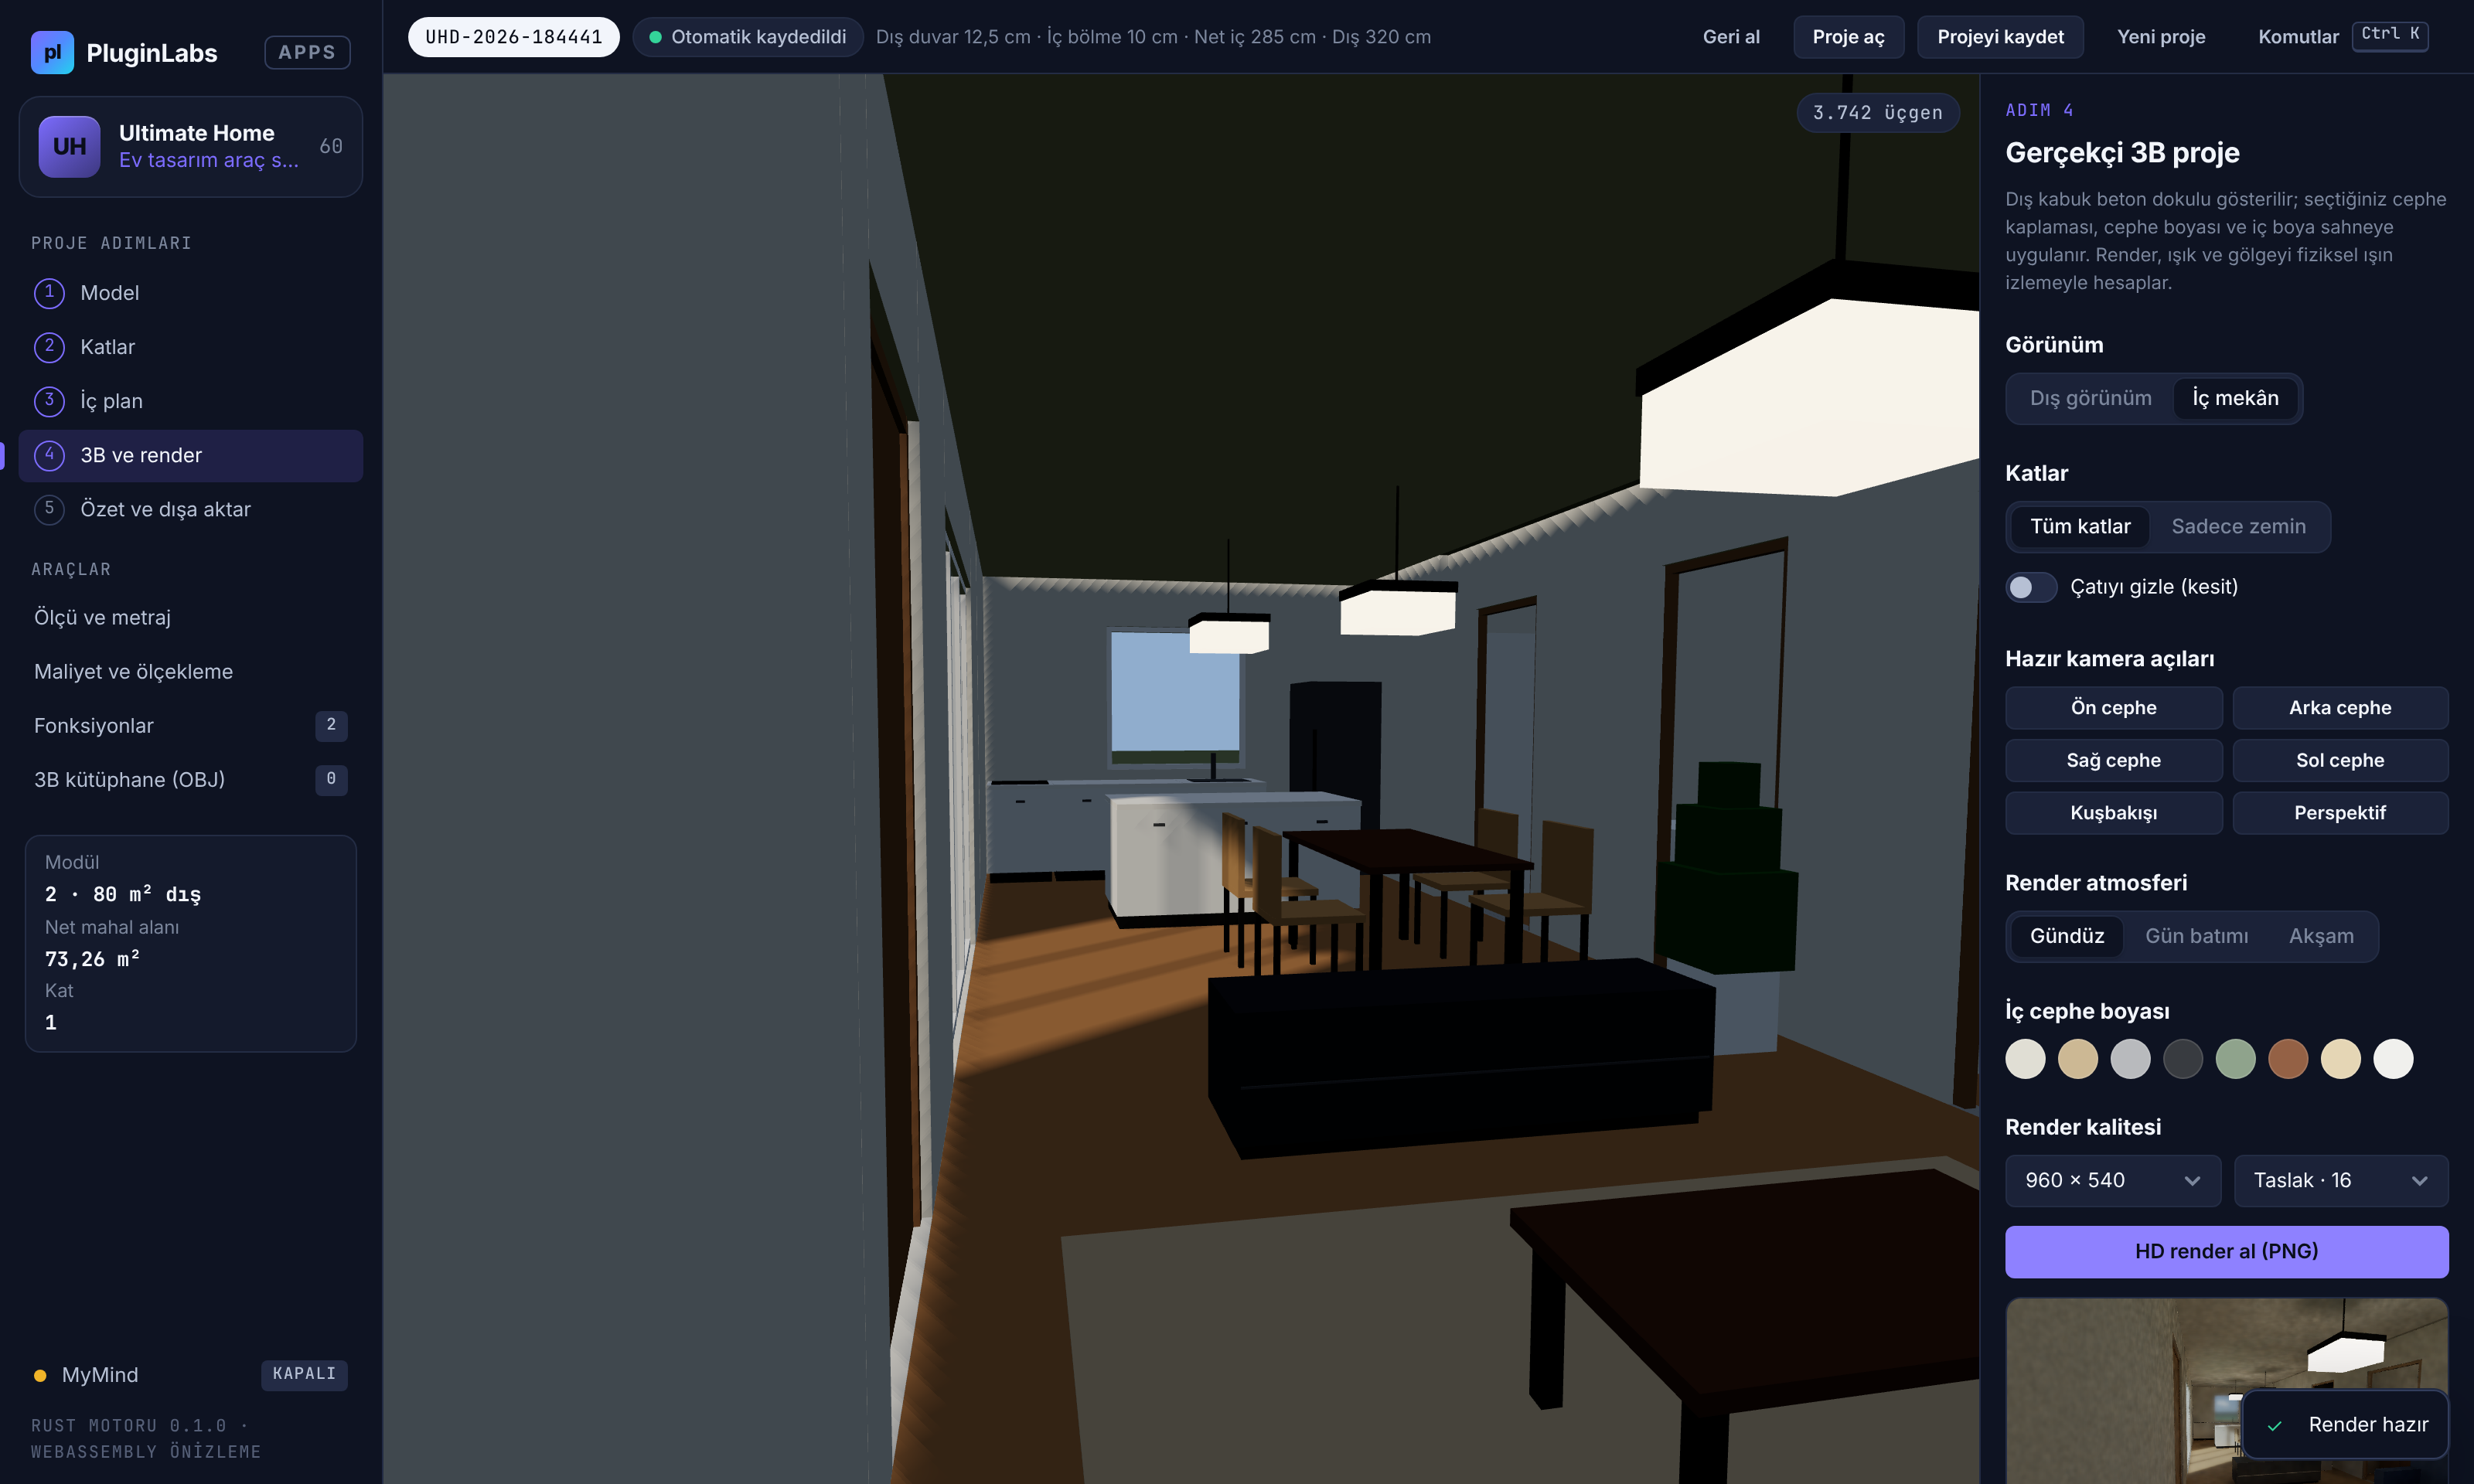 pl PluginLabs APPS
UH Ultimate Home
Ev tasarım araç s... 60
PROJE ADIMLARI
1 Model
2 Katlar
3 İç plan
4 3B ve render
5 Özet ve dışa aktar
ARAÇLAR
Ölçü ve metraj
Maliyet ve ölçekleme
Fonksiyonlar 2
3B kütüphane (OBJ) 0
Modül
2 · 80 m² dış
Net mahal alanı
73,26 m²
Kat
1
MyMind KAPALI
RUST MOTORU 0.1.0 ·
WEBASSEMBLY ÖNİZLEME
UHD-2026-184441 Otomatik kaydedildi Dış duvar 12,5 cm · İç bölme 10 cm · Net iç 285 cm · Dış 320 cm Geri al Proje aç Projeyi kaydet Yeni proje Komutlar Ctrl K
3.742 üçgen
ADIM 4
Gerçekçi 3B proje
Dış kabuk beton dokulu gösterilir; seçtiğiniz cephe
kaplaması, cephe boyası ve iç boya sahneye
uygulanır. Render, ışık ve gölgeyi fiziksel ışın
izlemeyle hesaplar.
Görünüm
Dış görünüm İç mekân
Katlar
Tüm katlar Sadece zemin
Çatıyı gizle (kesit)
Hazır kamera açıları
Ön cephe Arka cephe
Sağ cephe Sol cephe
Kuşbakışı Perspektif
Render atmosferi
Gündüz Gün batımı Akşam
İç cephe boyası
Render kalitesi
960 × 540 Taslak · 16
HD render al (PNG)
Render hazır